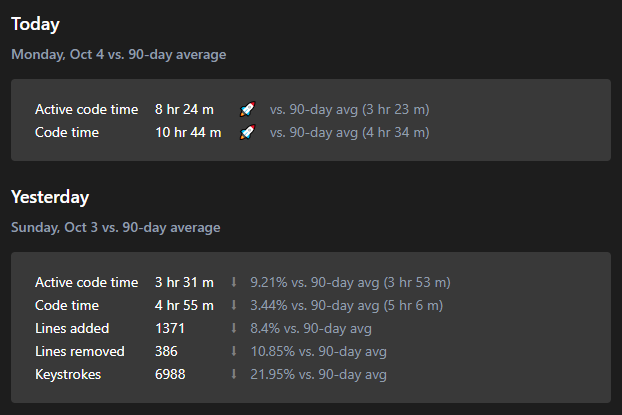 Today
Monday, Oct 4 vs. 90-day average
Active code time 8 hr 24 m 🚀 vs. 90-day avg (3 hr 23 m)
Code time 10 hr 44 m 🚀 vs. 90-day avg (4 hr 34 m)
Yesterday
Sunday, Oct 3 vs. 90-day average
Active code time 3 hr 31 m ↓ 9.21% vs. 90-day avg (3 hr 53 m)
Code time 4 hr 55 m ↓ 3.44% vs. 90-day avg (5 hr 6 m)
Lines added 1371 ↓ 8.4% vs. 90-day avg
Lines removed 386 ↓ 10.85% vs. 90-day avg
Keystrokes 6988 ↓ 21.95% vs. 90-day avg